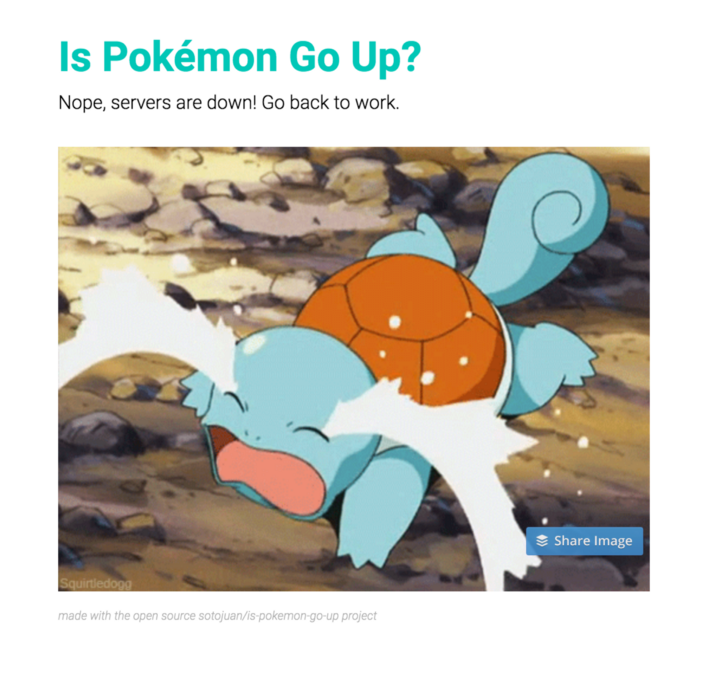 Is Pokémon Go Up?
Nope, servers are down! Go back to work.
Share Image
Squirtledogg
made with the open source sotojuan/is-pokemon-go-up project